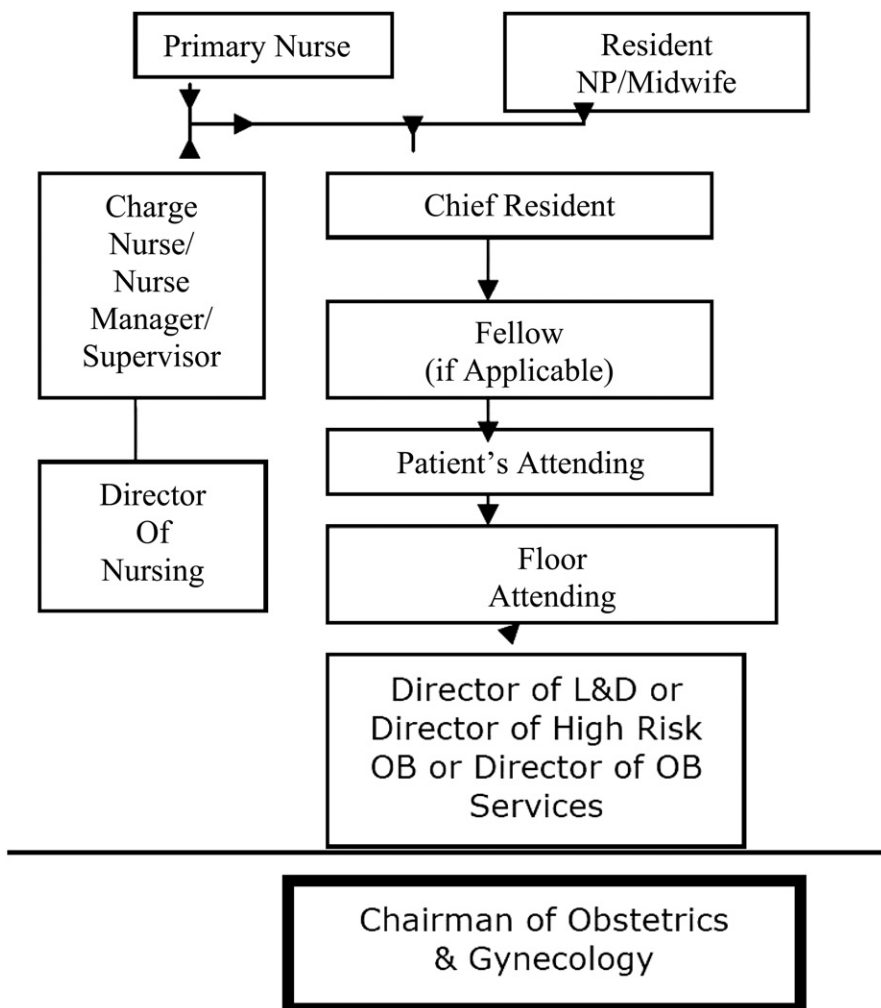 Primary Nurse
Resident
NP/Midwife
Charge
Nurse/
Nurse
Manager/
Supervisor
Chief Resident
Fellow
(if Applicable)
Patient’s Attending
Director
Of
Nursing
Floor
Attending
Director of L&D or
Director of High Risk
OB or Director of OB
Services
Chairman of Obstetrics
& Gynecology